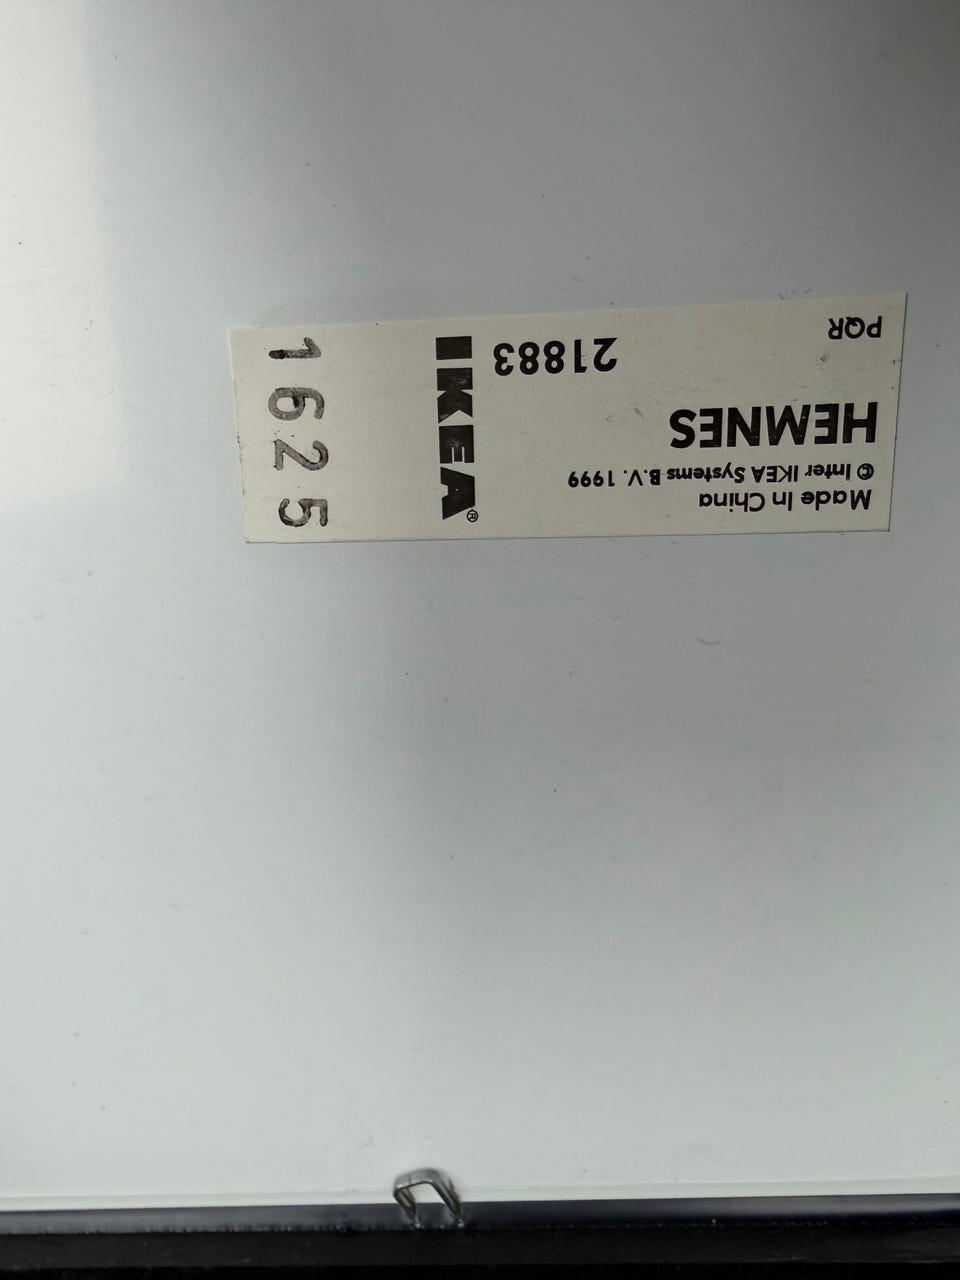 Made In China
© Inter IKEA Systems B.V. 1999
HEMNES
PQR
21883
IKEA®
1625